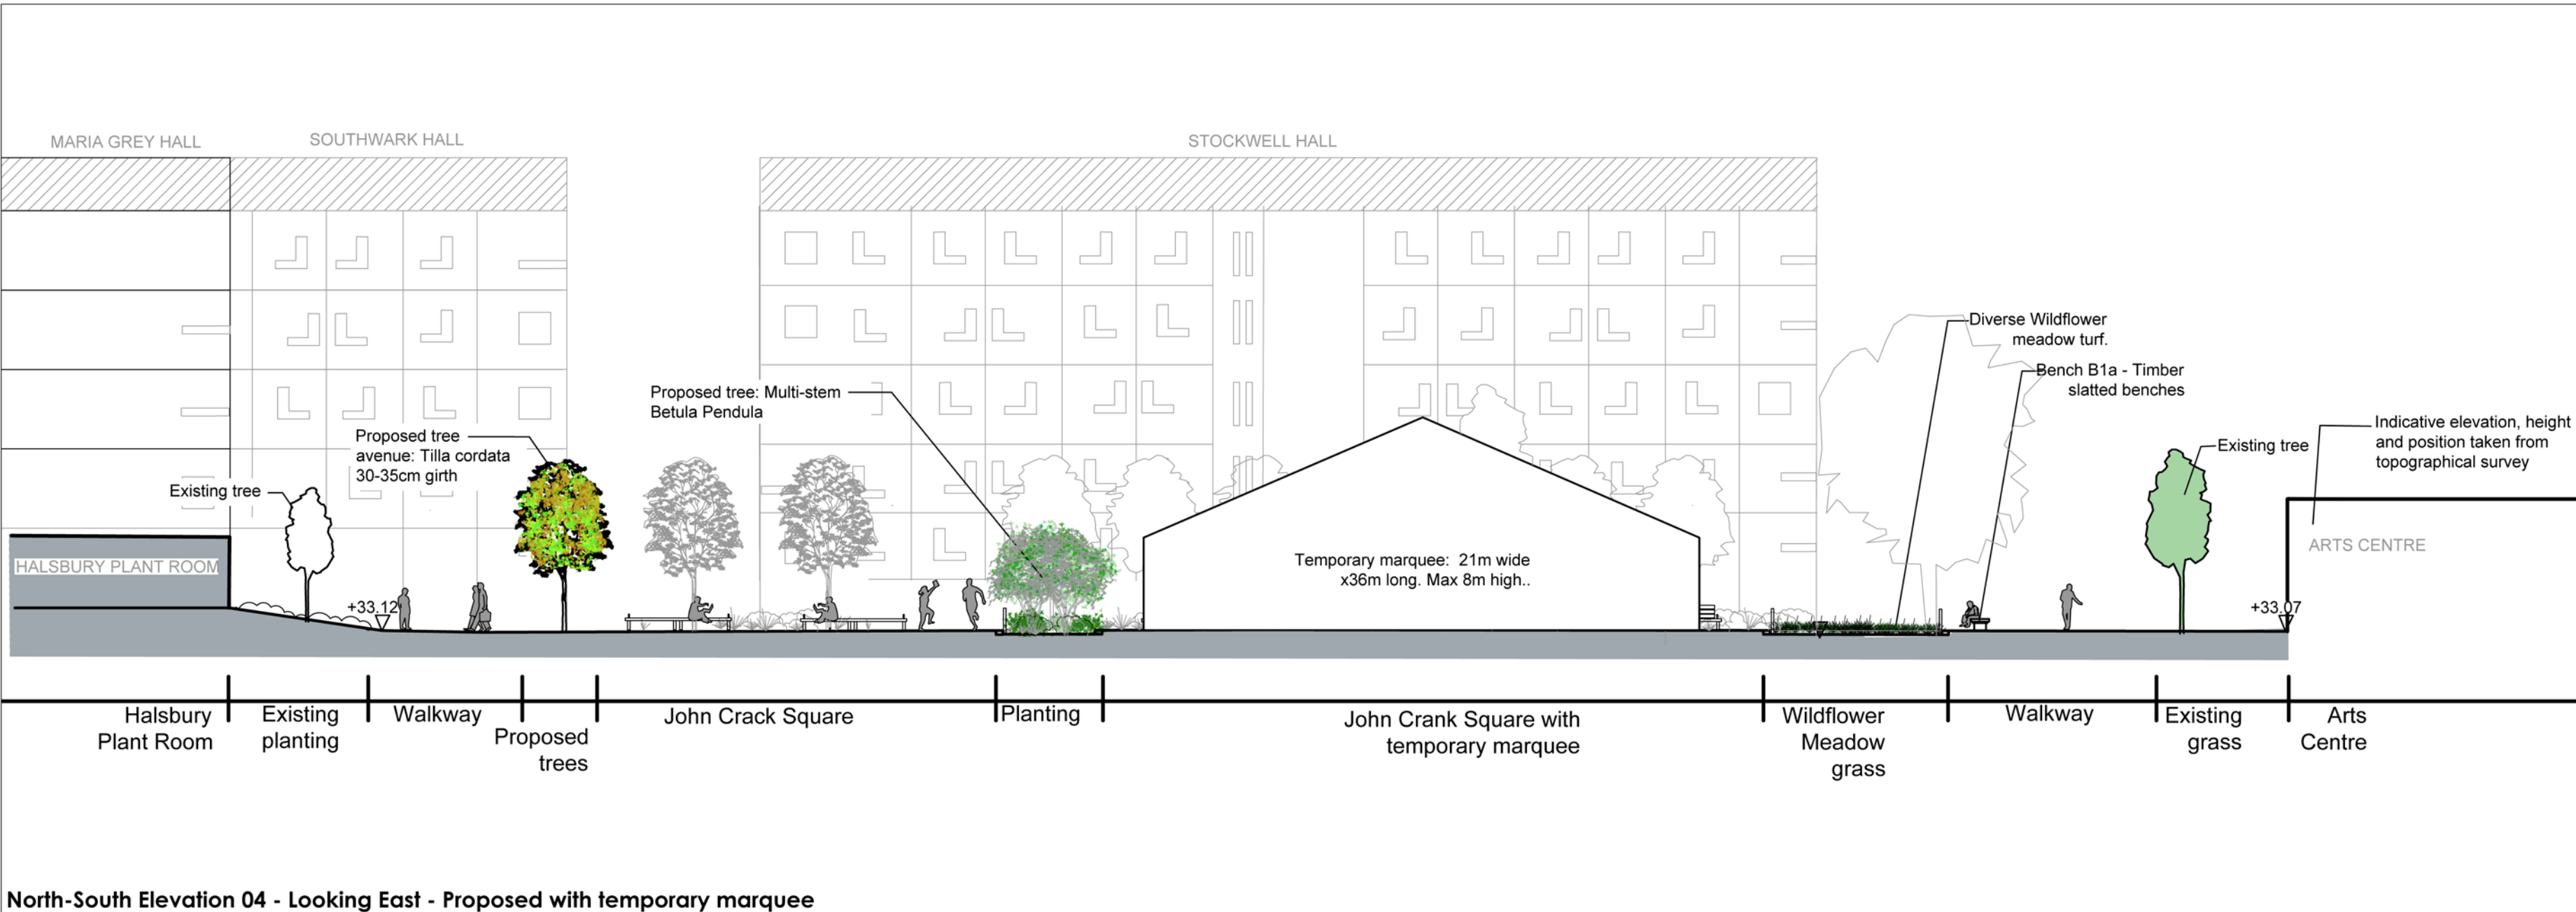 MARIA GREY HALL
SOUTHWARK HALL
STOCKWELL HALL
Diverse Wildflower
meadow turf.
Bench B1a - Timber
slatted benches
Proposed tree: Multi-stem
Betula Pendula
Proposed tree
avenue: Tilla cordata
30-35cm girth
Existing tree
Existing tree
Indicative elevation, height
and position taken from
topographical survey
HALSBURY PLANT ROOM
ARTS CENTRE
Temporary marquee: 21m wide
x36m long. Max 8m high..
+33.12
+33.07
Halsbury
Plant Room
Existing
planting
Walkway
Proposed
trees
John Crack Square
Planting
John Crank Square with
temporary marquee
Wildflower
Meadow
grass
Walkway
Existing
grass
Arts
Centre
North-South Elevation 04 - Looking East - Proposed with temporary marquee